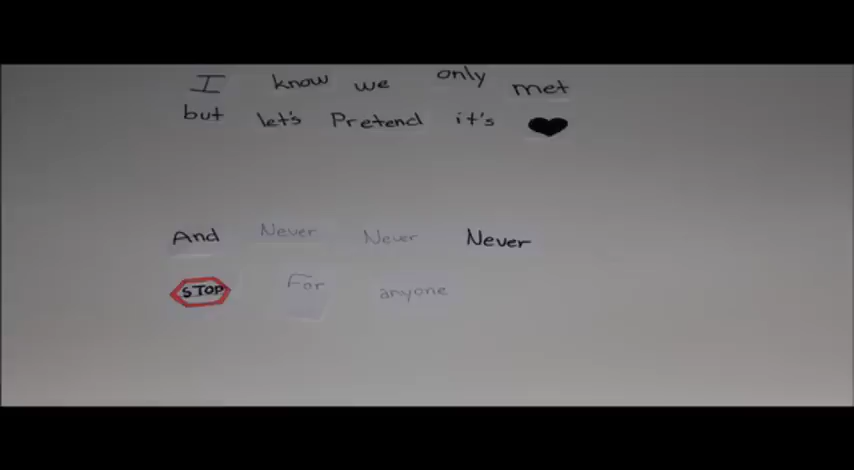 I know we only met
but let's Pretend it's
And Never Never Never
STOP For anyone